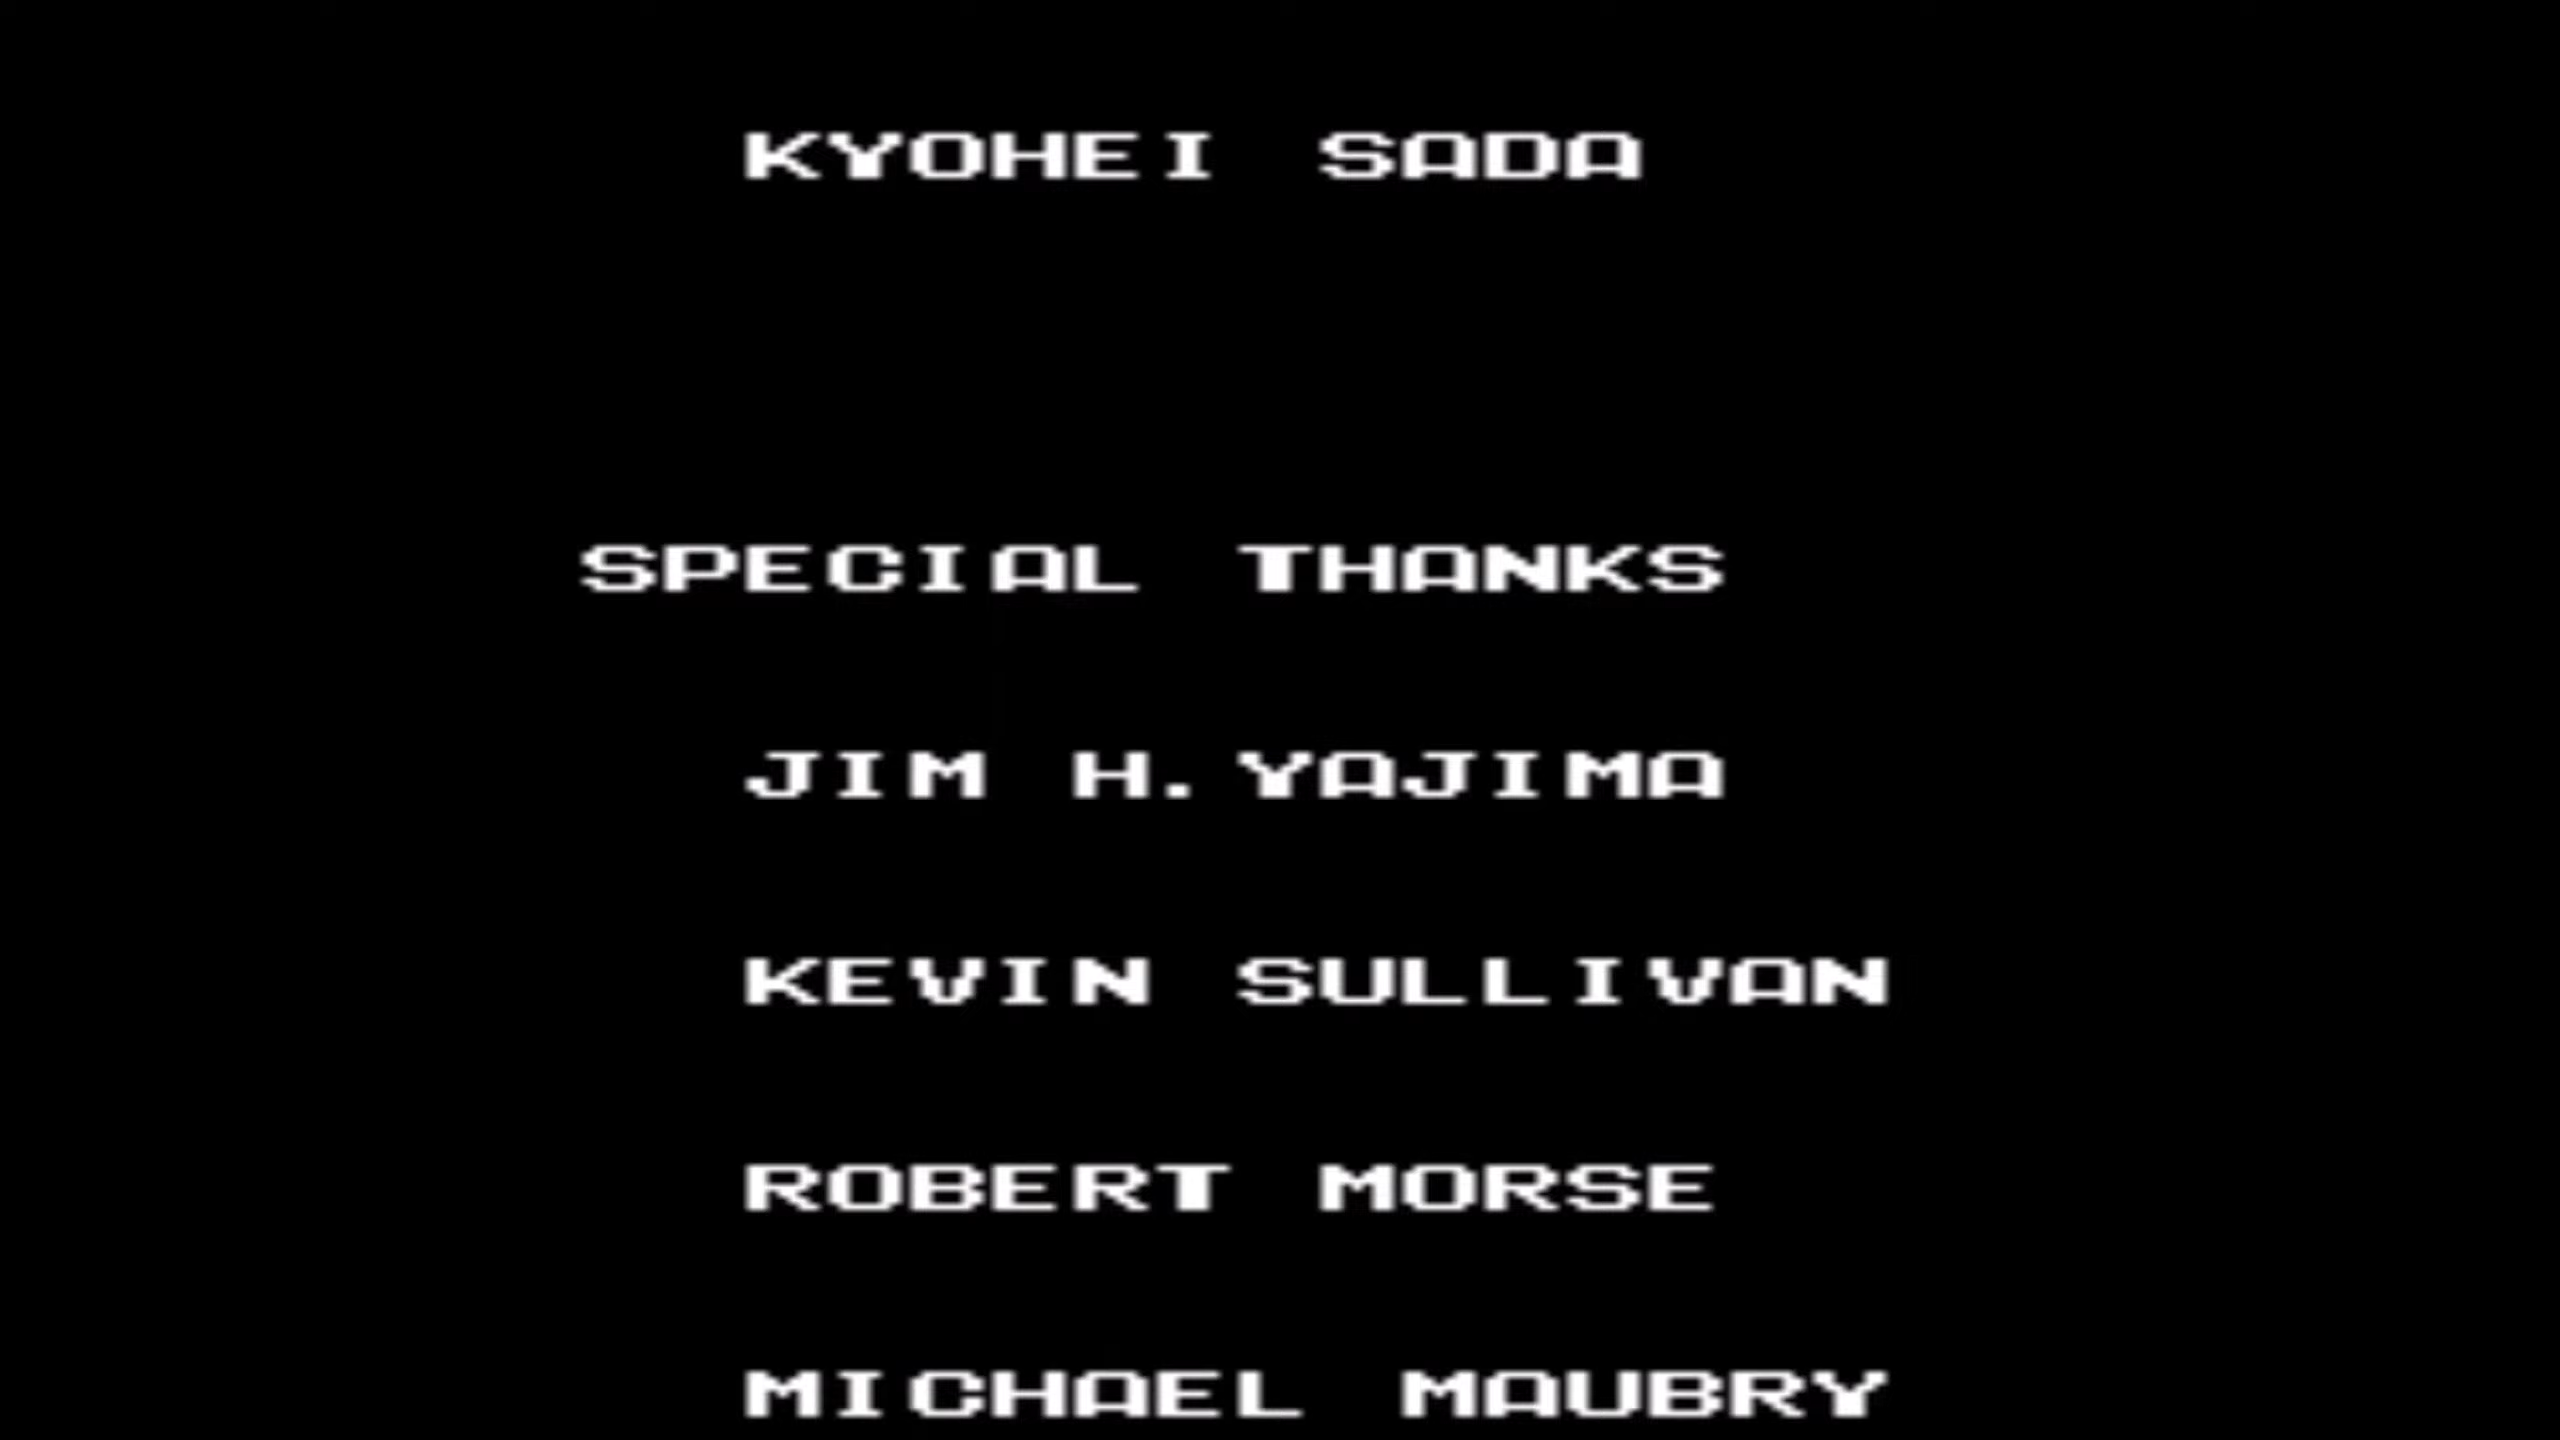 KYOHEI SADA
SPECIAL THANKS
JIM H.YAJIMA
KEVIN SULLIVAN
ROBERT MORSE
MICHAEL MAUBRY